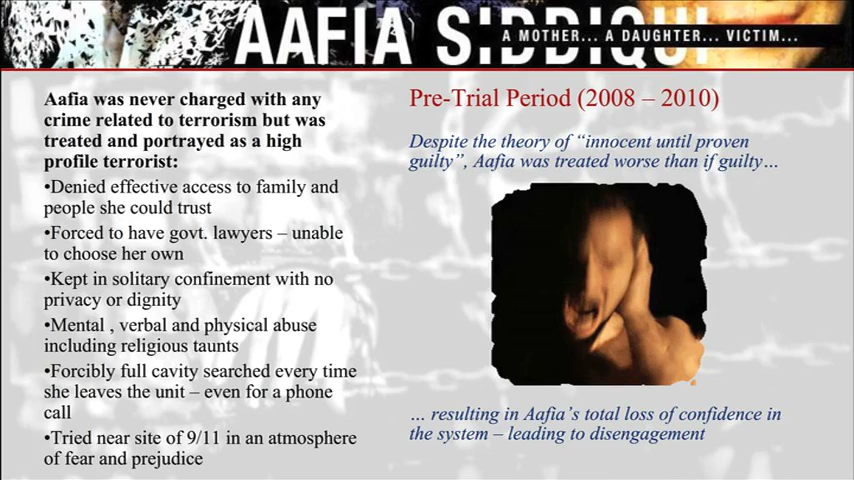 AAFIA SIDDIQUI
A MOTHER... A DAUGHTER... VICTIM...
Aafia was never charged with any
crime related to terrorism but was
treated and portrayed as a high
profile terrorist:
•Denied effective access to family and
people she could trust
•Forced to have govt. lawyers – unable
to choose her own
•Kept in solitary confinement with no
privacy or dignity
•Mental , verbal and physical abuse
including religious taunts
•Forcibly full cavity searched every time
she leaves the unit – even for a phone
call
•Tried near site of 9/11 in an atmosphere
of fear and prejudice
Pre-Trial Period (2008 – 2010)
Despite the theory of “innocent until proven
guilty”, Aafia was treated worse than if guilty…
… resulting in Aafia’s total loss of confidence in
the system – leading to disengagement